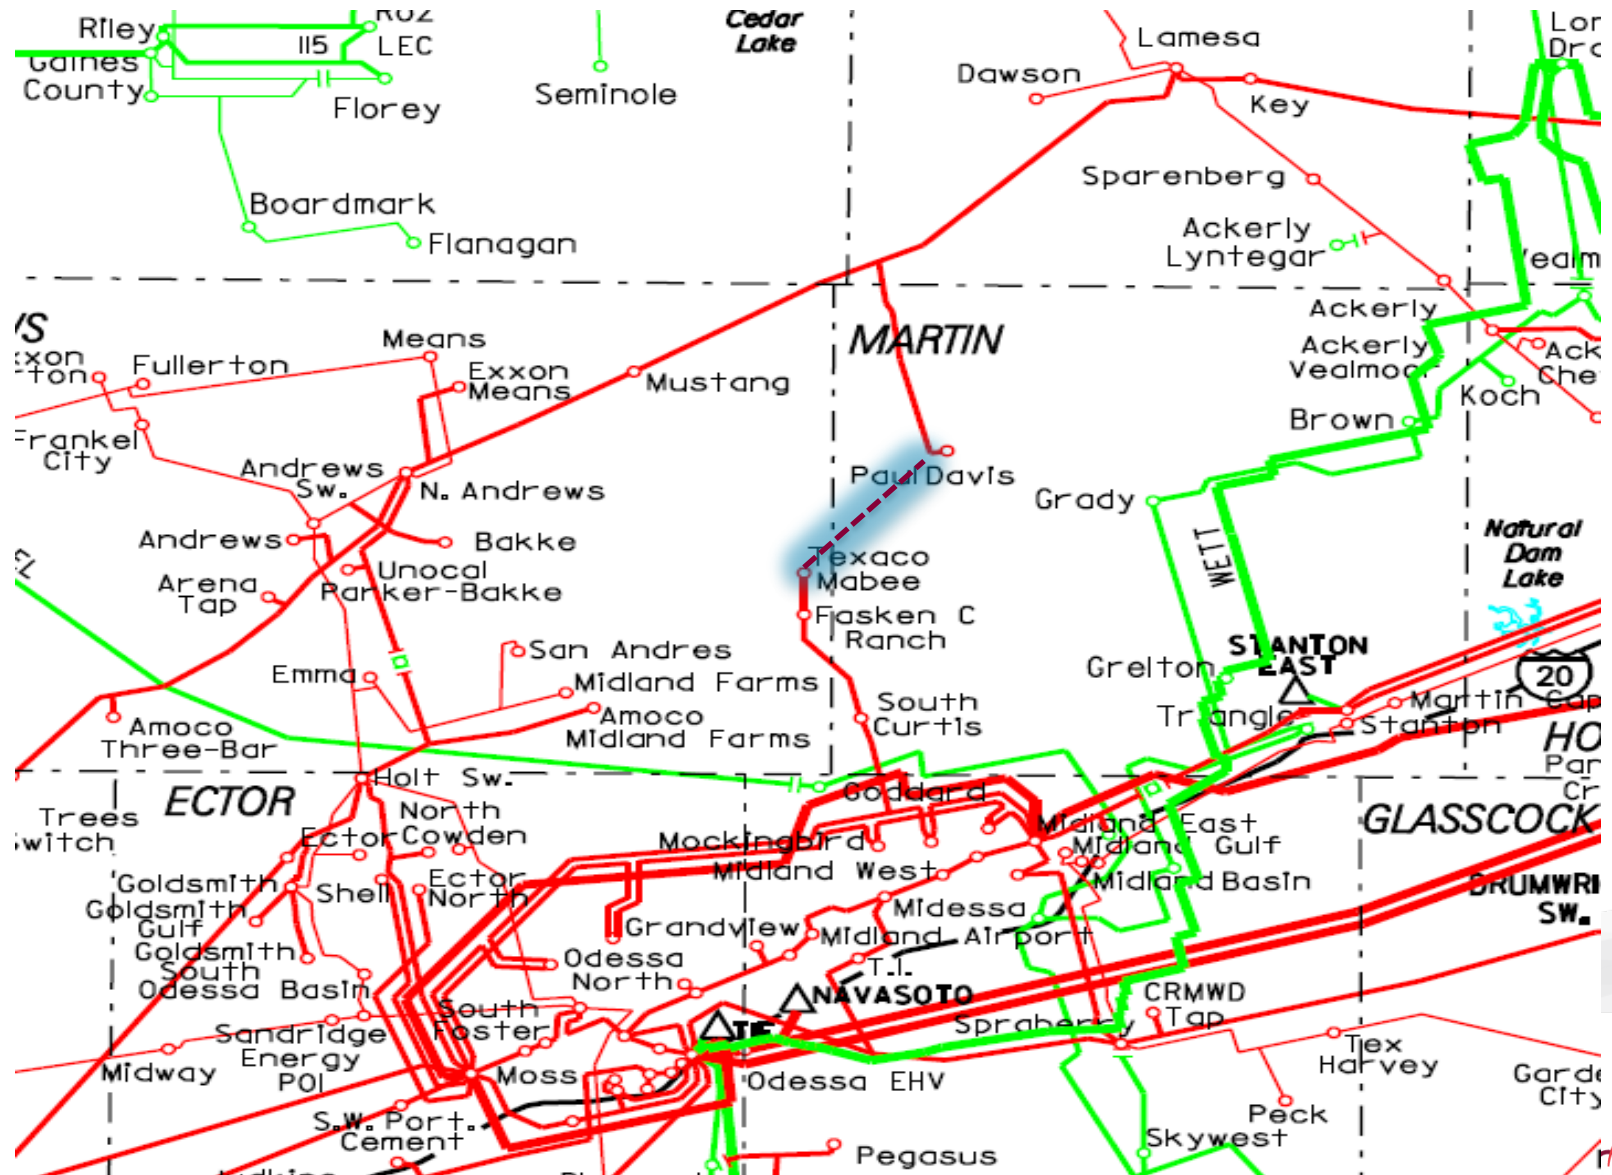 Riley
115
LEC
Gaines
County
Florey
Seminole
Cedar
Lake
Lamesa
Dawson
Key
Boardmark
Flanagan
Sparenberg
Ackerly
Lyntegar
Ackerly
Ackerly
Vealmoor
Koch
Brown
Means
Fullerton
Exxon
Means
Mustang
MARTIN
Frankel
City
Andrews
Sw.
N. Andrews
Paul Davis
Grady
WETT
Natural
Dam
Lake
Andrews
Bakke
Arena
Tap
Unocal
Parker-Bakke
Texaco
Mabee
Fasken C
Ranch
San Andres
Emma
Midland Farms
Amoco
Midland Farms
South
Curtis
Grelton
STANTON
EAST
20
Triangle
Stanton
Amoco
Three-Bar
Holt Sw.
ECTOR
North
Cowden
Ector
Trees
Goddard
GLASSCOCK
Mockingbird
Midland East
Midland Gulf
Midland West
Midland Basin
Goldsmith
Shell
Ector
North
Goldsmith
Gulf
Goldsmith
South
Odessa Basin
Grandview
Midessa
Midland Airport
T.I.
Odessa
North
NAVASOTO
SW.
CRMWD
Tap
South
Foster
Sandridge
Energy
POI
Spraberry
Tex
Harvey
Midway
Moss
Odessa EHV
S.W. Port.
Cement
Peck
Skywest
Pegasus